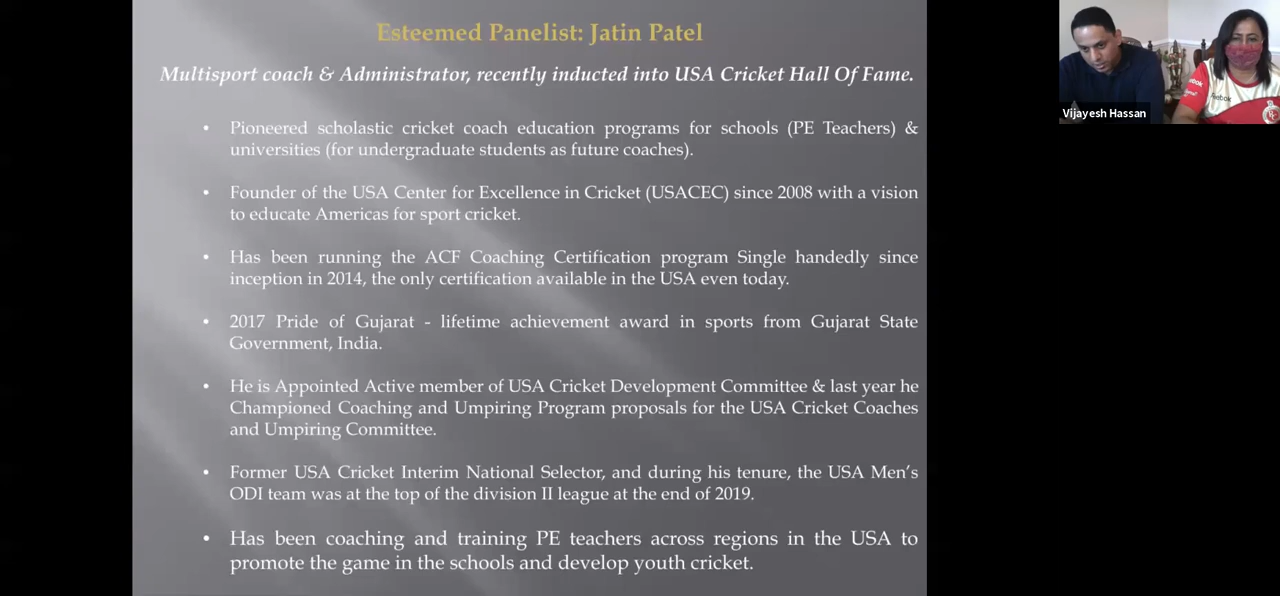 Esteemed Panelist: Jatin Patel
Multisport coach & Administrator, recently inducted into USA Cricket Hall Of Fame.
• Pioneered scholastic cricket coach education programs for schools (PE Teachers) &
universities (for undergraduate students as future coaches).
• Founder of the USA Center for Excellence in Cricket (USACEC) since 2008 with a vision
to educate Americas for sport cricket.
• Has been running the ACF Coaching Certification program Single handedly since
inception in 2014, the only certification available in the USA even today.
• 2017 Pride of Gujarat - lifetime achievement award in sports from Gujarat State
Government, India.
• He is Appointed Active member of USA Cricket Development Committee & last year he
Championed Coaching and Umpiring Program proposals for the USA Cricket Coaches
and Umpiring Committee.
• Former USA Cricket Interim National Selector, and during his tenure, the USA Men's
ODI team was at the top of the division II league at the end of 2019.
• Has been coaching and training PE teachers across regions in the USA to
promote the game in the schools and develop youth cricket.
Vijayesh Hassan
Reebok